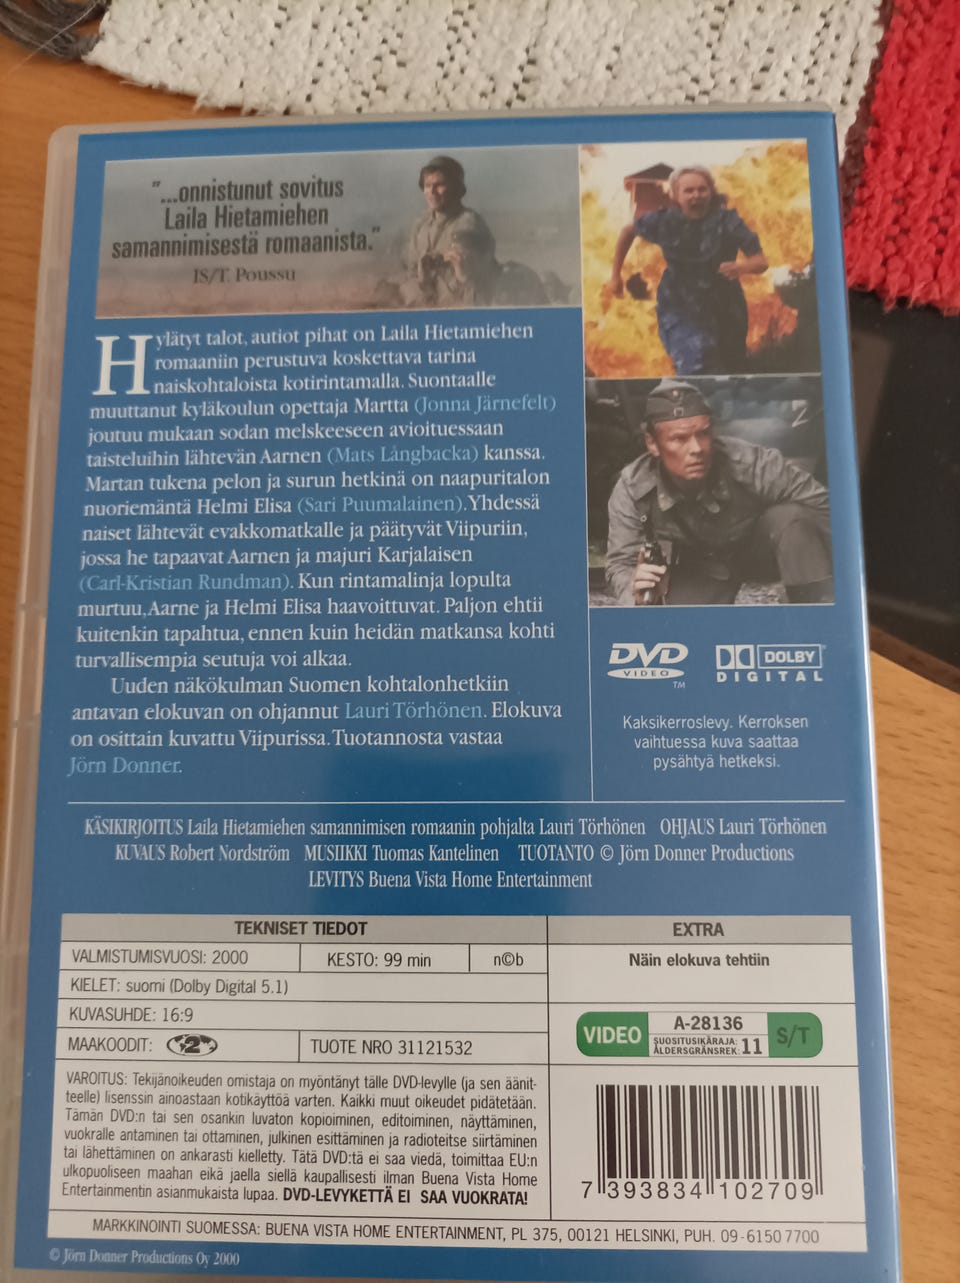 "...onnistunut sovitus
Laila Hietamiehen
samannimisestä romaanista."
IS/T. Poussu
Hylätyt talot, autiot pihat on Laila Hietamiehen
romaaniin perustuva koskettava tarina
naiskohtaloista kotirintamalla. Suontaalle
muuttanut kyläkoulun opettaja Martta (Jonna Järnefelt)
joutuu mukaan sodan melskeeseen avioituessaan
taisteluihin lähtevän Aarnen (Mats Långbacka) kanssa.
Martan tukena pelon ja surun hetkinä on naapuritalon
nuoriemäntä Helmi Elisa (Sari Puumalainen). Yhdessä
naiset lähtevät evakkomatkalle ja päätyvät Viipuriin,
jossa he tapaavat Aarnen ja majuri Karjalaisen
(Carl-Kristian Rundman). Kun rintamalinja lopulta
murtuu, Aarne ja Helmi Elisa haavoittuvat. Paljon ehtii
kuitenkin tapahtua, ennen kuin heidän matkansa kohti
turvallisempia seutuja voi alkaa.
Uuden näkökulman Suomen kohtalonhetkiin
antavan elokuvan on ohjannut Lauri Törhönen. Elokuva
on osittain kuvattu Viipurissa. Tuotannosta vastaa
Jörn Donner.
DVD
VIDEO
TM
DOLBY
DIGITAL
Kaksikerroslevy. Kerroksen
vaihtuessa kuva saattaa
pysähtyä hetkeksi.
KÄSIKIRJOITUS Laila Hietamiehen samannimisen romaanin pohjalta Lauri Törhönen OHJAUS Lauri Törhönen
KUVAUS Robert Nordström MUSIIKKI Tuomas Kantelinen TUOTANTO © Jörn Donner Productions
LEVITYS Buena Vista Home Entertainment
TEKNISET TIEDOT
VALMISTUMISVUOSI: 2000 KESTO: 99 min n©b
KIELET: suomi (Dolby Digital 5.1)
KUVASUHDE: 16:9
MAAKOODIT: 2 TUOTE NRO 31121532
EXTRA
Näin elokuva tehtiin
VIDEO A-28136 S/T
SUOSITUSIKÄRAJA:
ÅLDERSGRÄNSREK: 11
VAROITUS: Tekijänoikeuden omistaja on myöntänyt tälle DVD-levylle (ja sen äänit-
teelle) lisenssin ainoastaan kotikäyttöä varten. Kaikki muut oikeudet pidätetään.
Tämän DVD:n tai sen osankin luvaton kopioiminen, editoiminen, näyttäminen,
vuokralle antaminen tai ottaminen, julkinen esittäminen ja radioteitse siirtäminen
tai lähettäminen on ankarasti kielletty. Tätä DVD:tä ei saa viedä, toimittaa EU:n
ulkopuoliseen maahan eikä jaella siellä kaupallisesti ilman Buena Vista Home
Entertainmentin asianmukaista lupaa. DVD-LEVYKETTÄ EI SAA VUOKRATA!
7 393834 102709
MARKKINOINTI SUOMESSA: BUENA VISTA HOME ENTERTAINMENT, PL 375, 00121 HELSINKI, PUH. 09-6150 7700
© Jörn Donner Productions Oy 2000